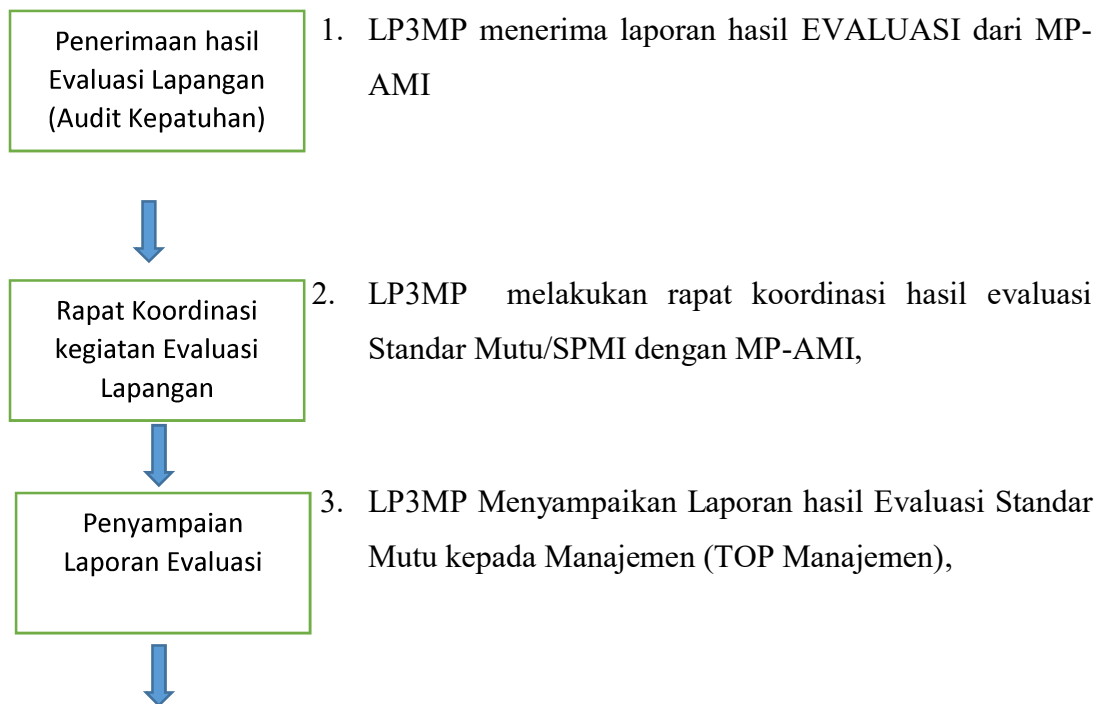 Penerimaan hasil
Evaluasi Lapangan
(Audit Kepatuhan)
1. LP3MP menerima laporan hasil EVALUASI dari MP-
AMI
Rapat Koordinasi
kegiatan Evaluasi
Lapangan
2. LP3MP melakukan rapat koordinasi hasil evaluasi
Standar Mutu/SPMI dengan MP-AMI,
Penyampaian
Laporan Evaluasi
3. LP3MP Menyampaikan Laporan hasil Evaluasi Standar
Mutu kepada Manajemen (TOP Manajemen),